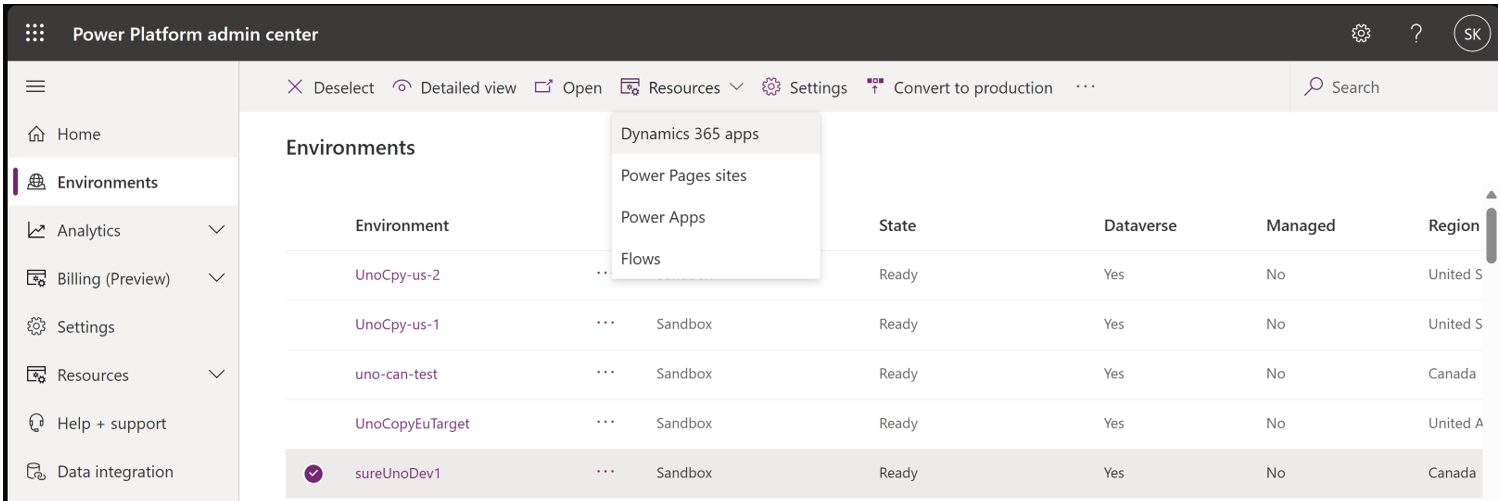 Power Platform admin center
SK
Deselect Detailed view Open Resources Settings Convert to production ··· Search
Home
Environments
Analytics
Billing (Preview)
Settings
Resources
Help + support
Data integration
Environments
Dynamics 365 apps
Power Pages sites
Power Apps
Flows
Environment State Dataverse Managed Region
UnoCpy-us-2 Ready Yes No United S
UnoCpy-us-1 ··· Sandbox Ready Yes No United S
uno-can-test ··· Sandbox Ready Yes No Canada
UnoCopyEuTarget ··· Sandbox Ready Yes No United A
sureUnoDev1 ··· Sandbox Ready Yes No Canada